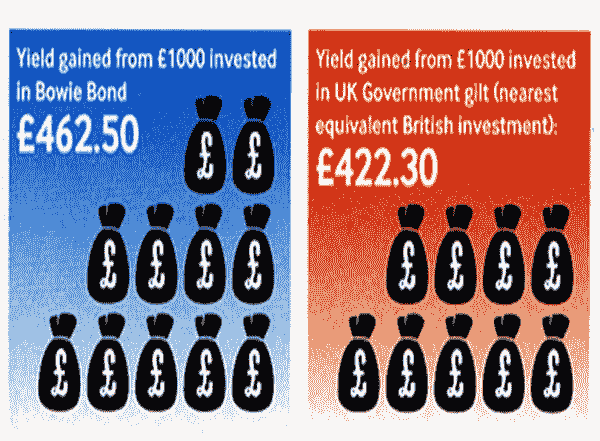 Yield gained from £1000 invested
in Bowie Bond
£462.50
££
££££
£££££
Yield gained from £1000 invested
in UK Government gilt (nearest
equivalent British investment):
£422.30
££££
£££££